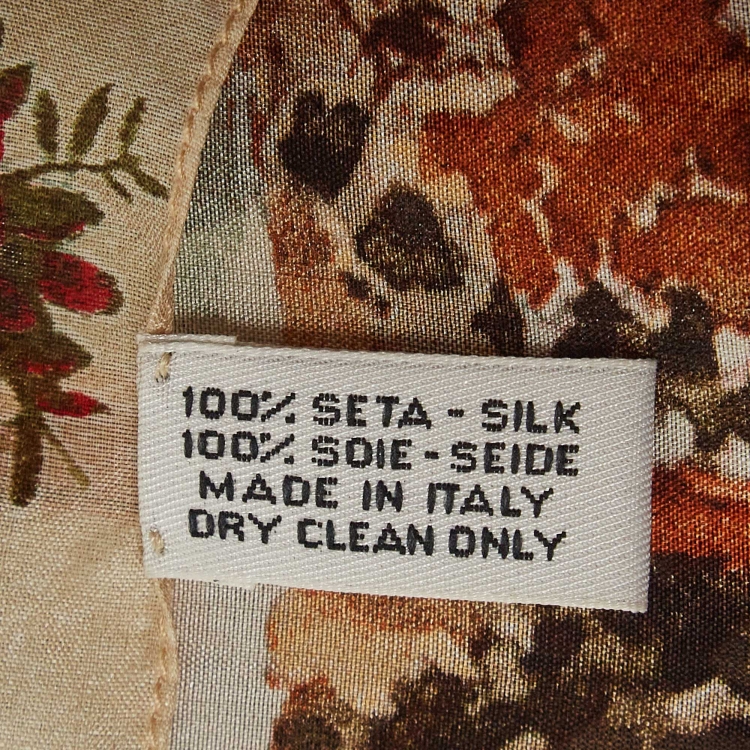 100% SETA - SILK
100% SOIE - SEIDE
MADE IN ITALY
DRY CLEAN ONLY